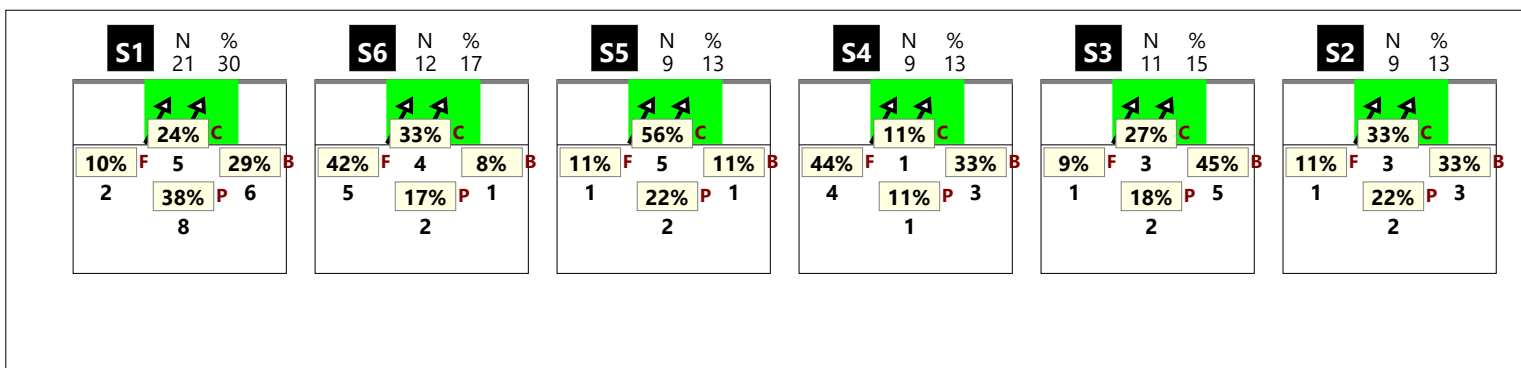 S1 N % S6 N % S5 N % S4 N % S3 N % S2 N %
21 30 12 17 9 13 9 13 11 15 9 13
24% C 33% C 56% C 11% C 27% C 33% C
10% F 5 29% B 42% F 4 8% B 11% F 5 11% B 44% F 1 33% B 9% F 3 45% B 11% F 3 33% B
2 38% P 6 5 17% P 1 1 22% P 1 4 11% P 3 1 18% P 5 1 22% P 3
8 2 2 1 2 2